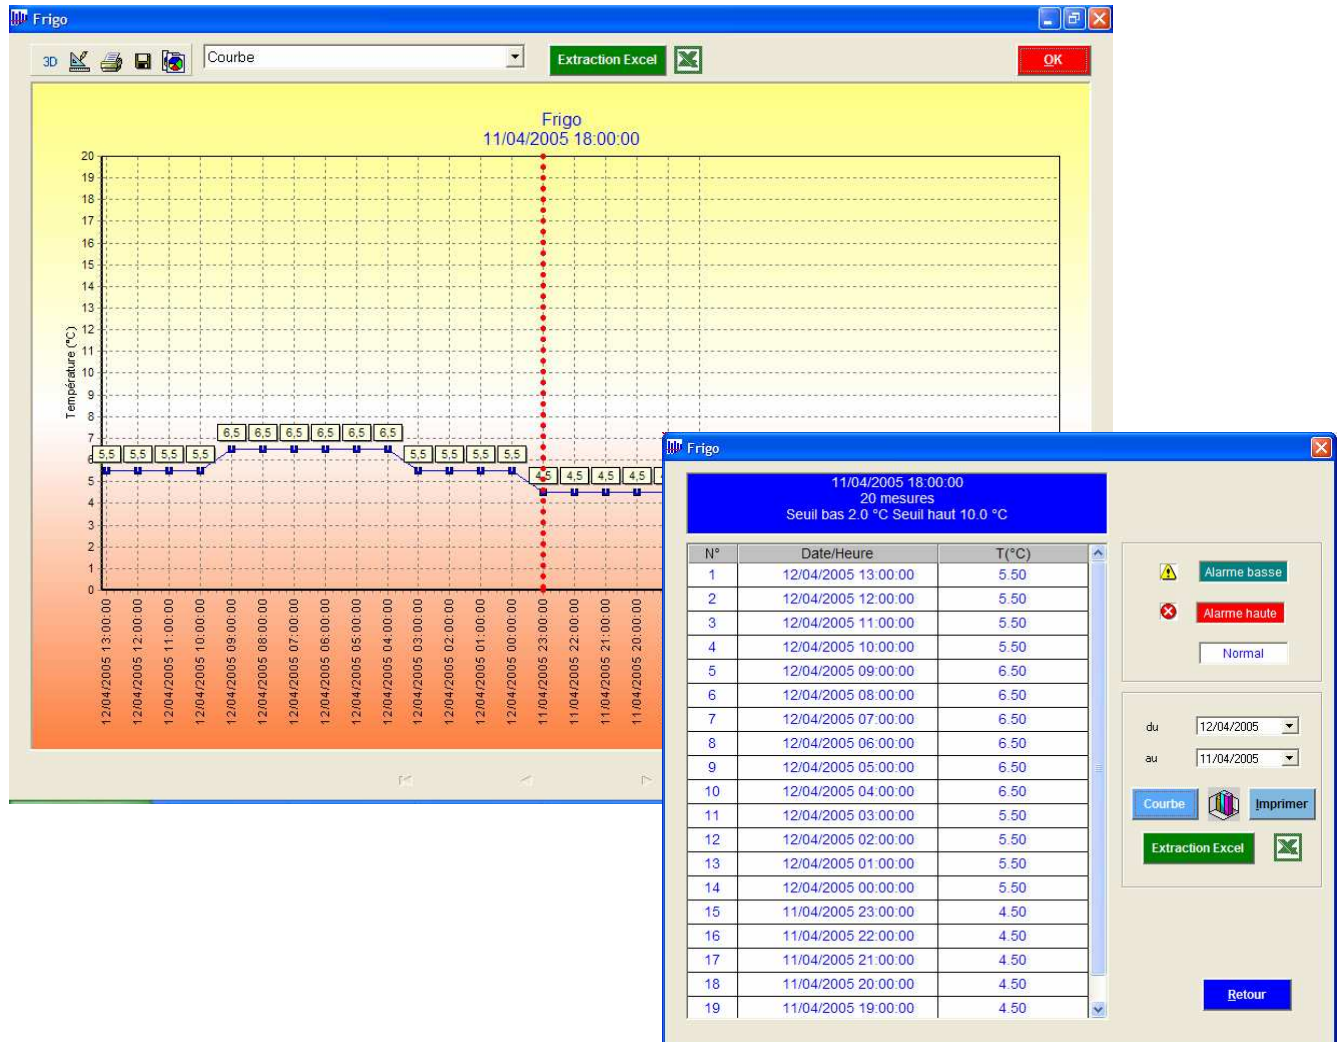 Frigo
3D
Courbe
Extraction Excel
OK
Frigo
11/04/2005 18:00:00
20
19
18
17
16
15
14
13
12
11
10
9
8
7
5
4
3
2
1
0
Température (°C)
5,5 5,5 5,5 5,5 6,5 6,5 6,5 6,5 6,5 6,5 5,5 5,5 5,5 5,5 4,5 4,5 4,5 4,5
12/04/2005 13:00:00
12/04/2005 12:00:00
12/04/2005 11:00:00
12/04/2005 10:00:00
12/04/2005 09:00:00
12/04/2005 08:00:00
12/04/2005 07:00:00
12/04/2005 06:00:00
12/04/2005 05:00:00
12/04/2005 04:00:00
12/04/2005 03:00:00
12/04/2005 02:00:00
12/04/2005 01:00:00
12/04/2005 00:00:00
11/04/2005 23:00:00
11/04/2005 22:00:00
11/04/2005 21:00:00
11/04/2005 20:00:00
Frigo
11/04/2005 18:00:00
20 mesures
Seuil bas 2.0 °C Seuil haut 10.0 °C
N° Date/Heure T(°C)
1 12/04/2005 13:00:00 5.50
2 12/04/2005 12:00:00 5.50
3 12/04/2005 11:00:00 5.50
4 12/04/2005 10:00:00 5.50
5 12/04/2005 09:00:00 6.50
6 12/04/2005 08:00:00 6.50
7 12/04/2005 07:00:00 6.50
8 12/04/2005 06:00:00 6.50
9 12/04/2005 05:00:00 6.50
10 12/04/2005 04:00:00 6.50
11 12/04/2005 03:00:00 5.50
12 12/04/2005 02:00:00 5.50
13 12/04/2005 01:00:00 5.50
14 12/04/2005 00:00:00 5.50
15 11/04/2005 23:00:00 4.50
16 11/04/2005 22:00:00 4.50
17 11/04/2005 21:00:00 4.50
18 11/04/2005 20:00:00 4.50
19 11/04/2005 19:00:00 4.50
Alarme basse
Alarme haute
Normal
du 12/04/2005
au 11/04/2005
Courbe
Imprimer
Extraction Excel
Retour